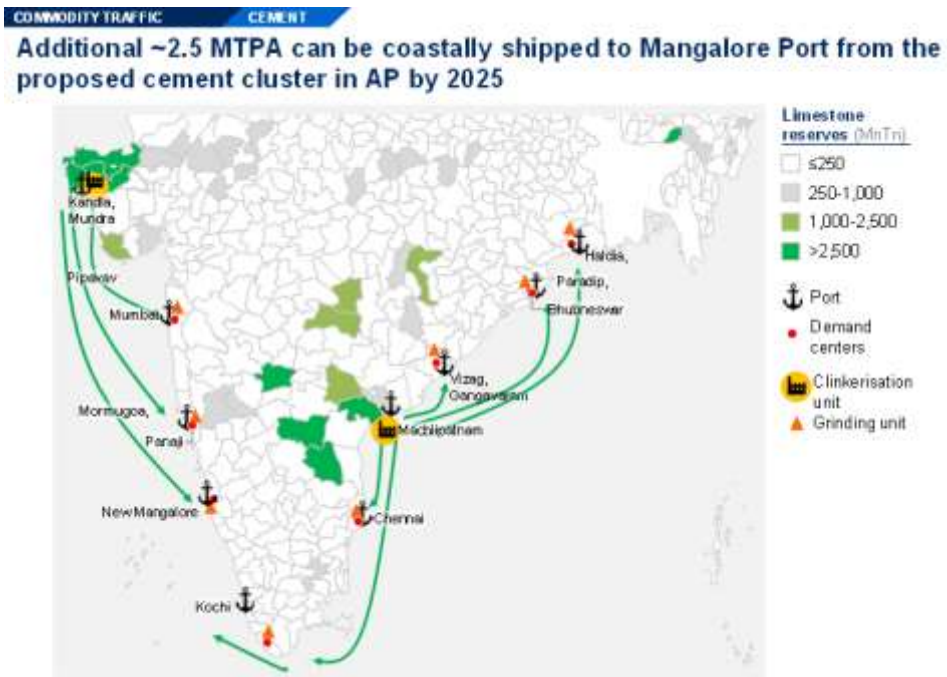 COMMODITY TRAFFIC
CEMENT
Additional ~2.5 MTPA can be coastally shipped to Mangalore Port from the
proposed cement cluster in AP by 2025
Limestone
reserves (MnTn)
≤250
250-1,000
1,000-2,500
>2,500
Port
Demand
centers
Clinkerisation
unit
Grinding unit
Kandla,
Mundra
Pipavav
Mumbai
Mormugoa,
Panaji
New Mangalore
Kochi
Haldia,
Paradip,
Bhubneswar
Vizag,
Gangavaram
Machlipatnam
Chennai